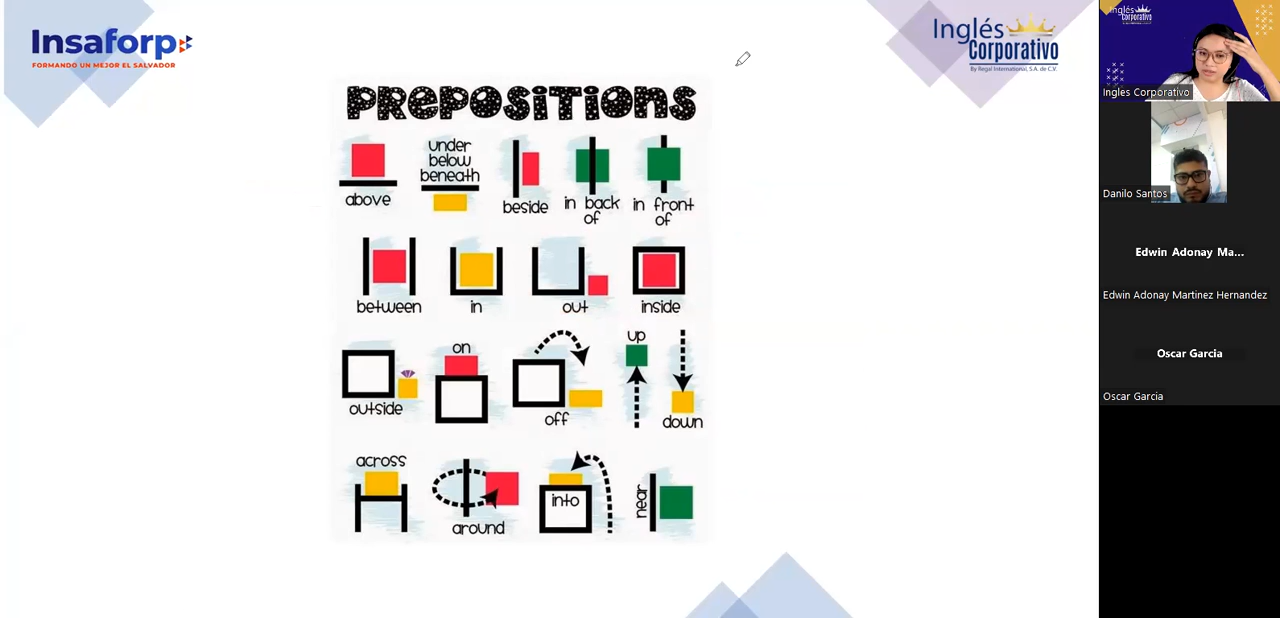 Insaforp
FORMANDO UN MEJOR EL SALVADOR
Inglés
Corporativo
By Regal International, S.A. de C.V.
PREPOSITIONS
above
under
below
beneath
beside
in back
of
in front
of
between
in
out
inside
outside
on
off
up
down
across
around
into
near
Inglés
Corporativo
Ingles Corporativo
Danilo Santos
Edwin Adonay Ma...
Edwin Adonay Martinez Hernandez
Oscar Garcia
Oscar Garcia